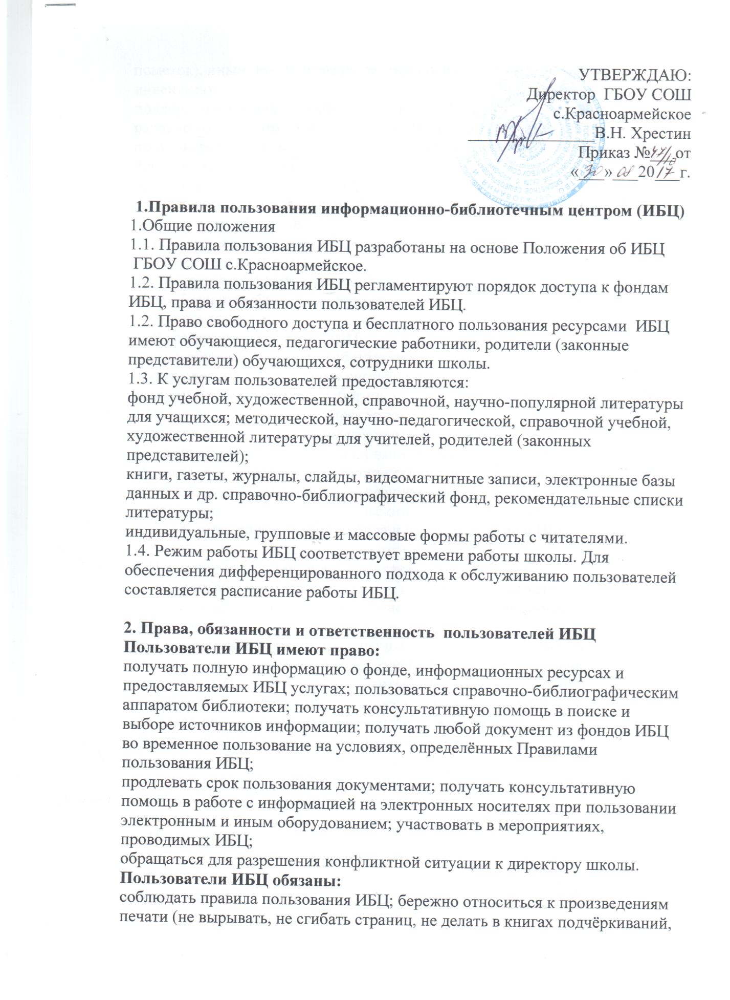 УТВЕРЖДАЮ:
Директор  ГБОУ СОШ
с.Красноармейское
_______________В.Н. Хрестин
Приказ №47/10 от
«30» 08 2017г.
1.Правила пользования информационно-библиотечным центром (ИБЦ)
1.Общие положения
1.1. Правила пользования ИБЦ разработаны на основе Положения об ИБЦ
ГБОУ СОШ с.Красноармейское.
1.2. Правила пользования ИБЦ регламентируют порядок доступа к фондам
ИБЦ, права и обязанности пользователей ИБЦ.
1.2. Право свободного доступа и бесплатного пользования ресурсами  ИБЦ
имеют обучающиеся, педагогические работники, родители (законные
представители) обучающихся, сотрудники школы.
1.3. К услугам пользователей предоставляются:
фонд учебной, художественной, справочной, научно-популярной литературы
для учащихся; методической, научно-педагогической, справочной учебной,
художественной литературы для учителей, родителей (законных
представителей);
книги, газеты, журналы, слайды, видеомагнитные записи, электронные базы
данных и др. справочно-библиографический фонд, рекомендательные списки
литературы;
индивидуальные, групповые и массовые формы работы с читателями.
1.4. Режим работы ИБЦ соответствует времени работы школы. Для
обеспечения дифференцированного подхода к обслуживанию пользователей
составляется расписание работы ИБЦ.
2. Права, обязанности и ответственность  пользователей ИБЦ
Пользователи ИБЦ имеют право:
получать полную информацию о фонде, информационных ресурсах и
предоставляемых ИБЦ услугах; пользоваться справочно-библиографическим
аппаратом библиотеки; получать консультативную помощь в поиске и
выборе источников информации; получать любой документ из фондов ИБЦ
во временное пользование на условиях, определённых Правилами
пользования ИБЦ;
продлевать срок пользования документами; получать консультативную
помощь в работе с информацией на электронных носителях при пользовании
электронным и иным оборудованием; участвовать в мероприятиях,
проводимых ИБЦ;
обращаться для разрешения конфликтной ситуации к директору школы.
Пользователи ИБЦ обязаны:
соблюдать правила пользования ИБЦ; бережно относиться к произведениям
печати (не вырывать, не сгибать страниц, не делать в книгах подчёркиваний,